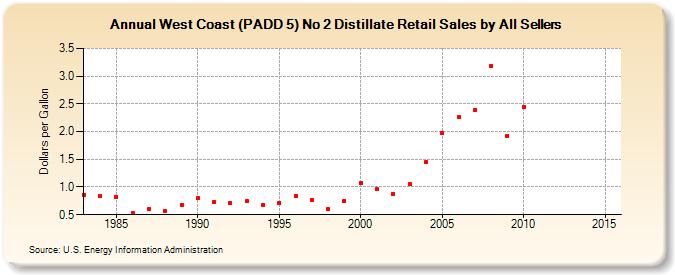 Annual West Coast (PADD 5) No 2 Distillate Retail Sales by All Sellers
Dollars per Gallon
3.5
3.0
2.5
2.0
1.5
1.0
0.5
1985 1990 1995 2000 2005 2010 2015
Source: U.S. Energy Information Administration